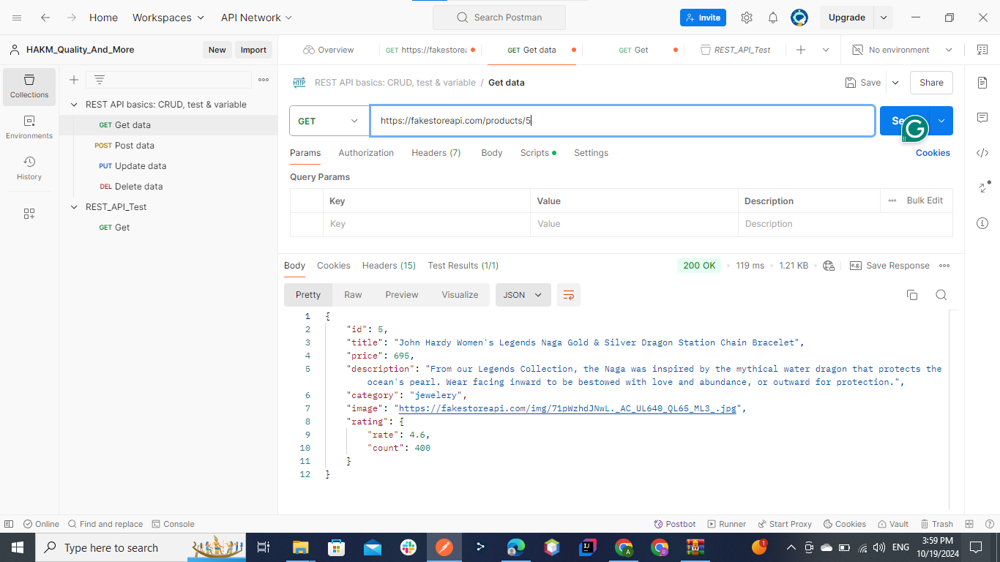 Home Workspaces API Network Search Postman Invite Upgrade
HAKM_Quality_And_More New Import
Overview GET https://fakestorea GET Get data GET Get REST_API_Test No environment
Collections
Environments
History
REST API basics: CRUD, test & variable
GET Get data
POST Post data
PUT Update data
DEL Delete data
REST_API_Test
GET Get
HTTP REST API basics: CRUD, test & variable / Get data Save Share
GET https://fakestoreapi.com/products/5
Params Authorization Headers (7) Body Scripts Settings Cookies
Query Params
Key Value Description Bulk Edit
Key Value Description
Body Cookies Headers (15) Test Results (1/1) 200 OK 119 ms 1.21 KB e.g. Save Response
Pretty Raw Preview Visualize JSON
1 {
2 "id": 5,
3 "title": "John Hardy Women's Legends Naga Gold & Silver Dragon Station Chain Bracelet",
4 "price": 695,
5 "description": "From our Legends Collection, the Naga was inspired by the mythical water dragon that protects the
ocean's pearl. Wear facing inward to be bestowed with love and abundance, or outward for protection.",
6 "category": "jewelery",
7 "image": "https://fakestoreapi.com/img/71pWzhdJNwL._AC_UL640_QL65_ML3_.jpg",
8 "rating": {
9 "rate": 4.6,
10 "count": 400
11 }
12 }
Online Find and replace Console Postbot Runner Start Proxy Cookies Vault Trash
Type here to search ENG
3:59 PM
10/19/2024